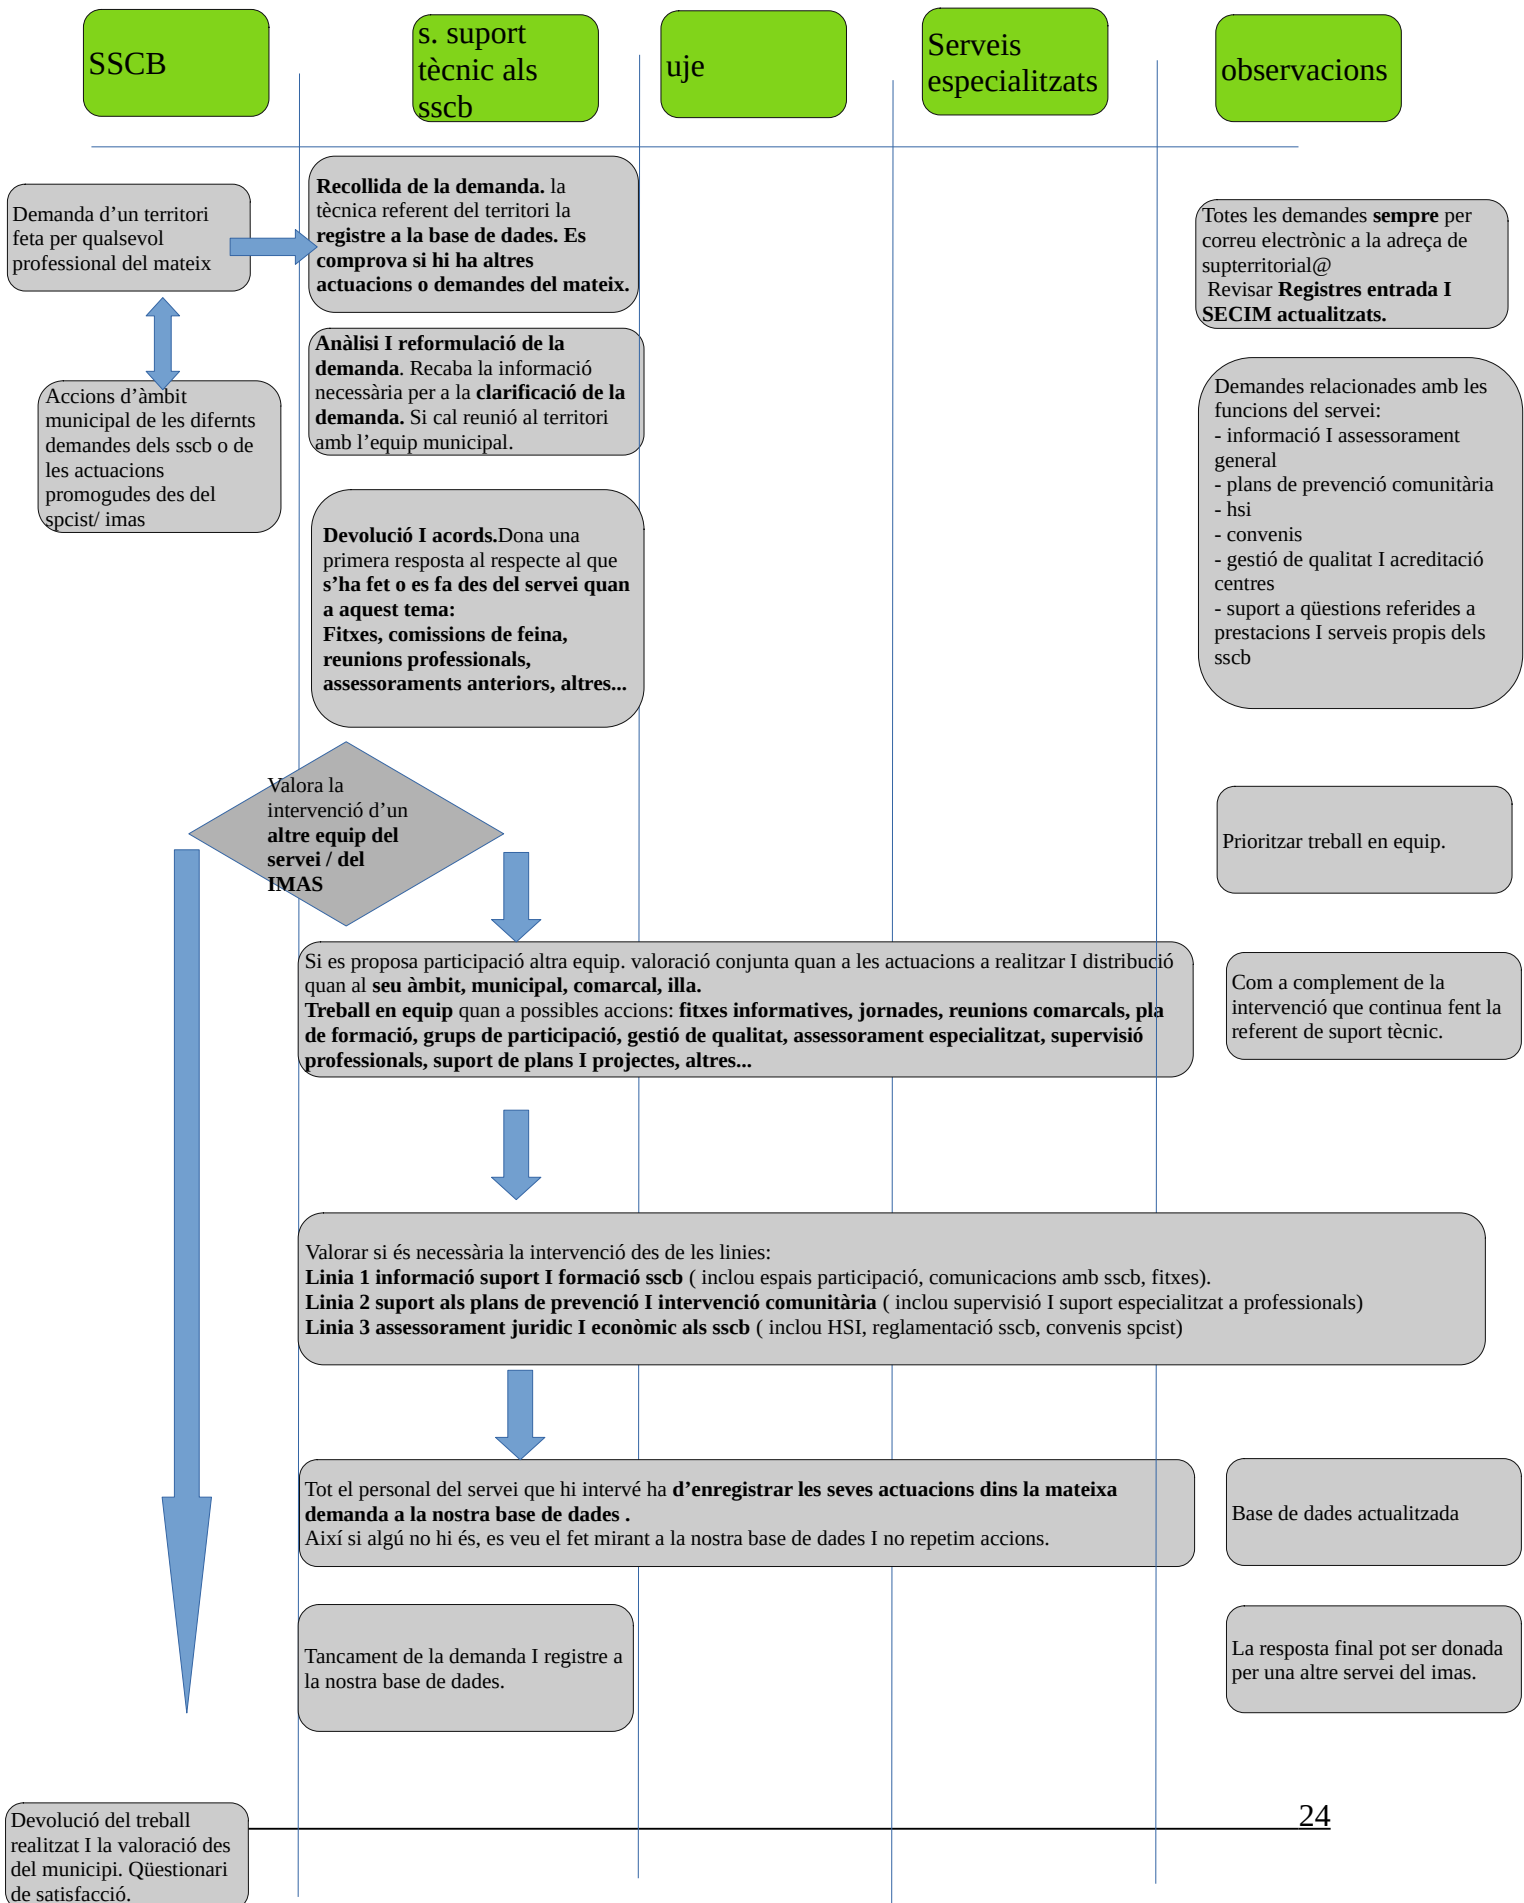 SSCB
s. suport
tècnic als
sscb
uje
Serveis
especialitzats
observacions
Demanda d’un territori
feta per qualsevol
professional del mateix
Recollida de la demanda. la
tècnica referent del territori la
registre a la base de dades. Es
comprova si hi ha altres
actuacions o demandes del mateix.
Totes les demandes sempre per
correu electrònic a la adreça de
supterritorial@
Revisar Registres entrada I
SECIM actualitzats.
Accions d’àmbit
municipal de les difernts
demandes dels sscb o de
les actuacions
promogudes des del
spcist/ imas
Anàlisi I reformulació de la
demanda. Recaba la informació
necessària per a la clarificació de la
demanda. Si cal reunió al territori
amb l’equip municipal.
Demandes relacionades amb les
funcions del servei:
- informació I assessorament
general
- plans de prevenció comunitària
- hsi
- convenis
- gestió de qualitat I acreditació
centres
- suport a qüestions referides a
prestacions I serveis propis dels
sscb
Devolució I acords.Dona una
primera resposta al respecte al que
s’ha fet o es fa des del servei quan
a aquest tema:
Fitxes, comissions de feina,
reunions professionals,
assessoraments anteriors, altres...
Valora la
intervenció d’un
altre equip del
servei / del
IMAS
Prioritzar treball en equip.
Si es proposa participació altra equip. valoració conjunta quan a les actuacions a realitzar I distribució
quan al seu àmbit, municipal, comarcal, illa.
Treball en equip quan a possibles accions: fitxes informatives, jornades, reunions comarcals, pla
de formació, grups de participació, gestió de qualitat, assessorament especialitzat, supervisió
professionals, suport de plans I projectes, altres...
Com a complement de la
intervenció que continua fent la
referent de suport tècnic.
Valorar si és necessària la intervenció des de les linies:
Linia 1 informació suport I formació sscb ( inclou espais participació, comunicacions amb sscb, fitxes).
Linia 2 suport als plans de prevenció I intervenció comunitària ( inclou supervisió I suport especialitzat a professionals)
Linia 3 assessorament juridic I econòmic als sscb ( inclou HSI, reglamentació sscb, convenis spcist)
Tot el personal del servei que hi intervé ha d’enregistrar les seves actuacions dins la mateixa
demanda a la nostra base de dades .
Així si algú no hi és, es veu el fet mirant a la nostra base de dades I no repetim accions.
Base de dades actualitzada
Tancament de la demanda I registre a
la nostra base de dades.
La resposta final pot ser donada
per una altre servei del imas.
Devolució del treball
realitzat I la valoració des
del municipi. Qüestionari
de satisfacció.
24